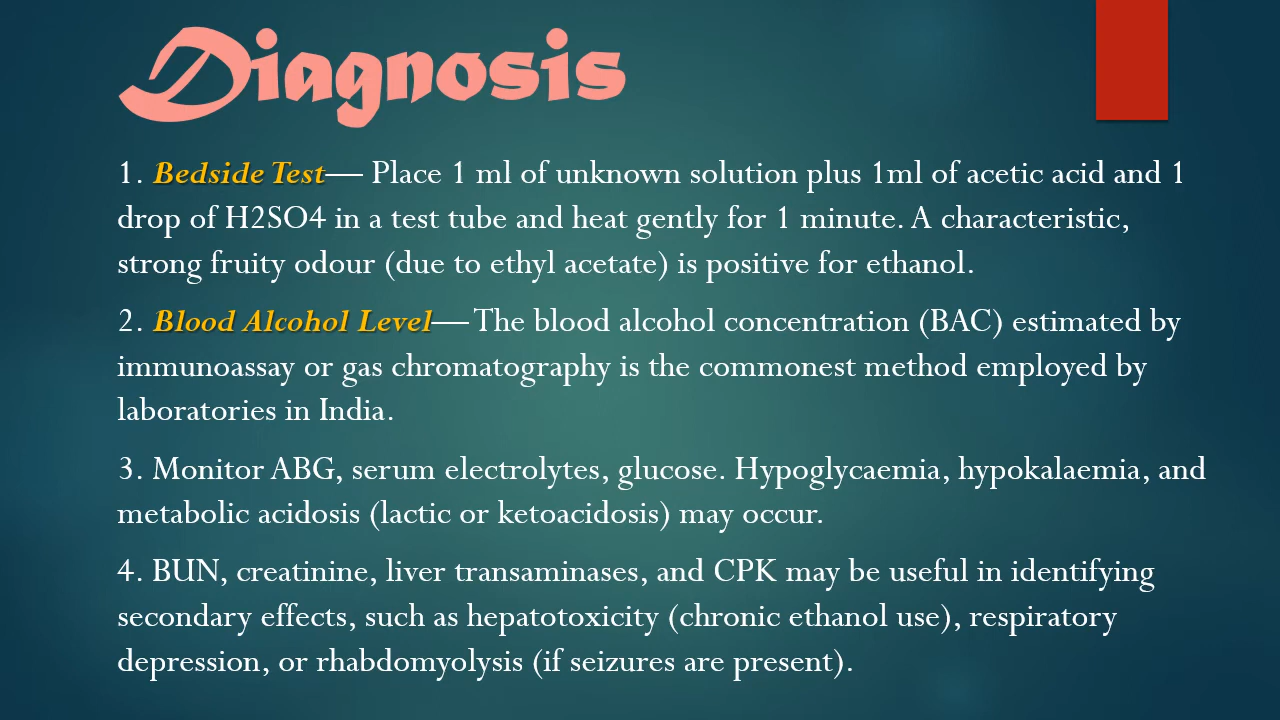 Diagnosis
1. Bedside Test— Place 1 ml of unknown solution plus 1ml of acetic acid and 1
drop of H2SO4 in a test tube and heat gently for 1 minute. A characteristic,
strong fruity odour (due to ethyl acetate) is positive for ethanol.
2. Blood Alcohol Level— The blood alcohol concentration (BAC) estimated by
immunoassay or gas chromatography is the commonest method employed by
laboratories in India.
3. Monitor ABG, serum electrolytes, glucose. Hypoglycaemia, hypokalaemia, and
metabolic acidosis (lactic or ketoacidosis) may occur.
4. BUN, creatinine, liver transaminases, and CPK may be useful in identifying
secondary effects, such as hepatotoxicity (chronic ethanol use), respiratory
depression, or rhabdomyolysis (if seizures are present).